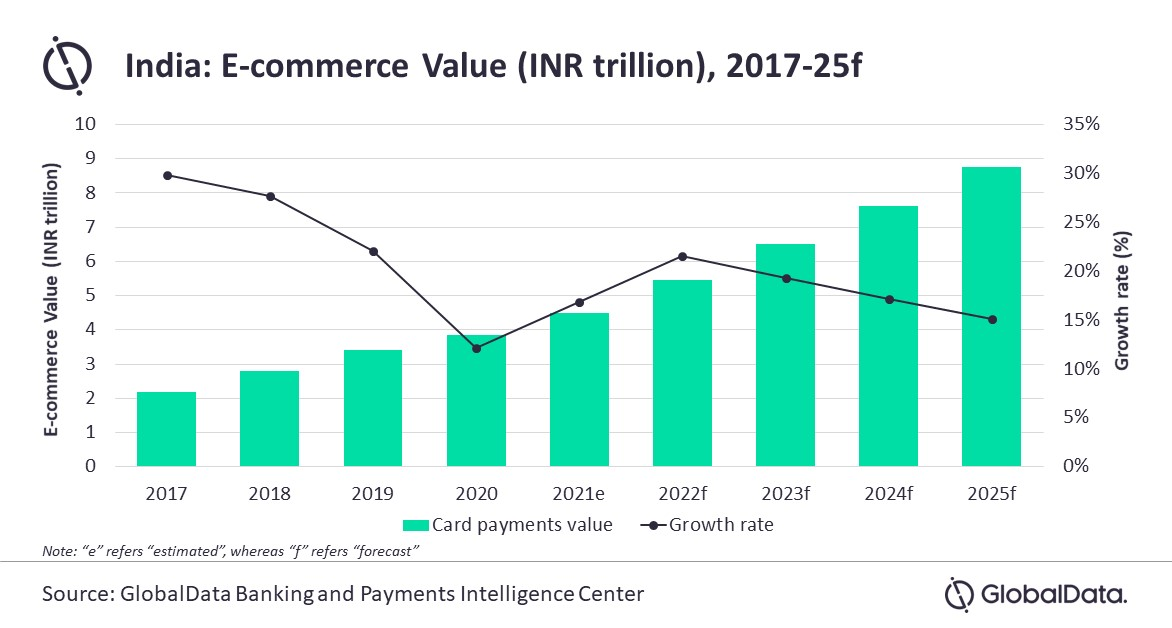 India: E-commerce Value (INR trillion), 2017-25f
E-commerce Value (INR trillion)
10
9
8
7
6
5
4
3
2
1
0
35%
30%
25%
20%
15%
10%
5%
0%
Growth rate (%)
2017 2018 2019 2020 2021e 2022f 2023f 2024f 2025f
Card payments value Growth rate
Note: “e” refers “estimated”, whereas “f” refers “forecast”
Source: GlobalData Banking and Payments Intelligence Center
GlobalData.